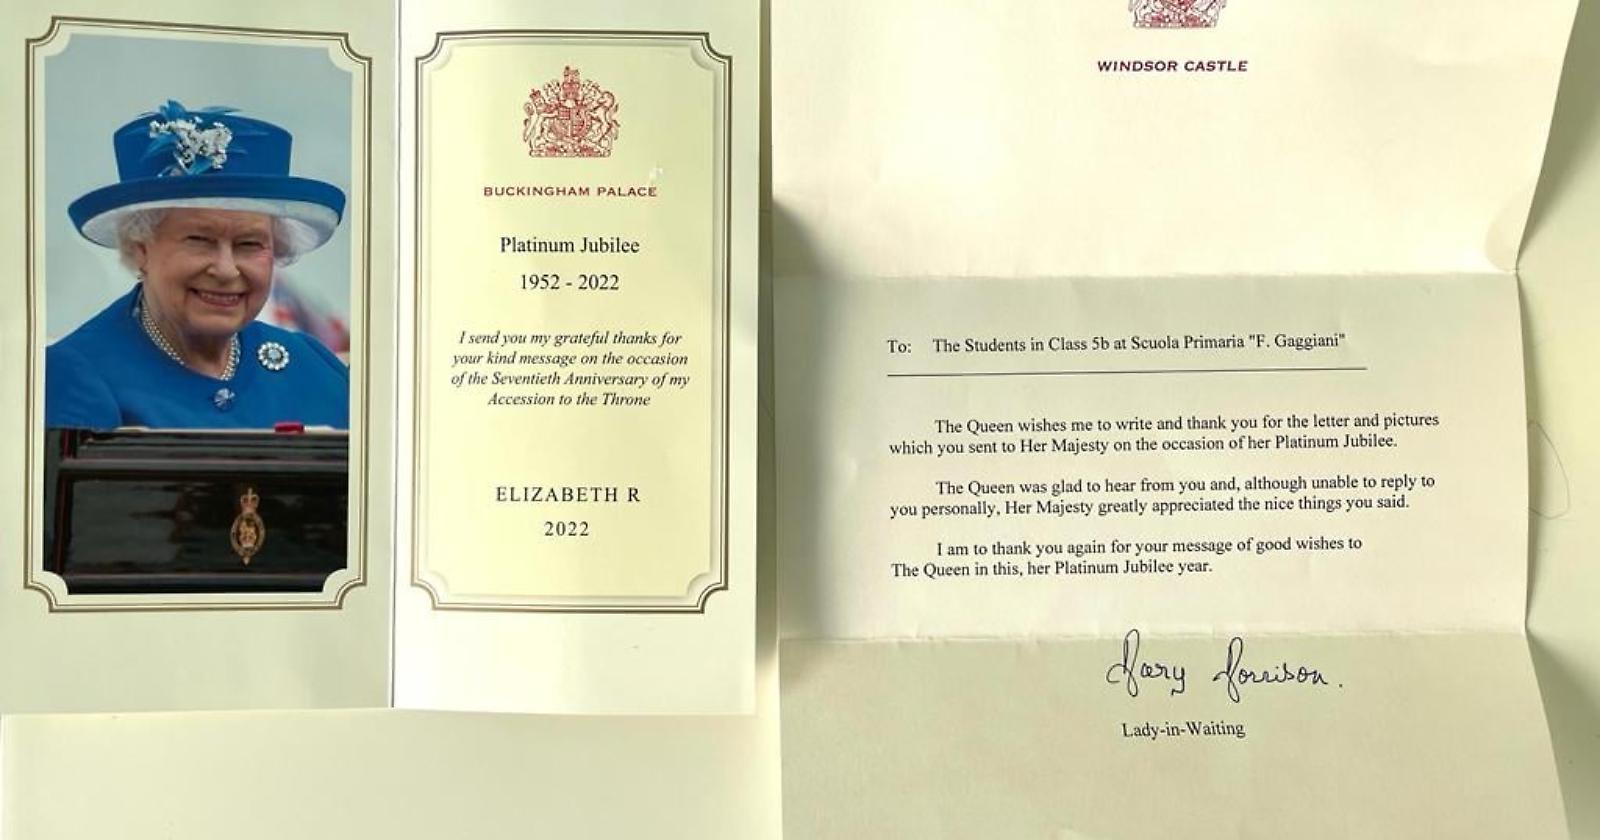 BUCKINGHAM PALACE
Platinum Jubilee
1952 - 2022
I send you my grateful thanks for
your kind message on the occasion
of the Seventieth Anniversary of my
Accession to the Throne
ELIZABETH R
2022
WINDSOR CASTLE
To: The Students in Class 5b at Scuola Primaria "F. Gaggiani"
The Queen wishes me to write and thank you for the letter and pictures
which you sent to Her Majesty on the occasion of her Platinum Jubilee.
The Queen was glad to hear from you and, although unable to reply to
you personally, Her Majesty greatly appreciated the nice things you said.
I am to thank you again for your message of good wishes to
The Queen in this, her Platinum Jubilee year.
Mary Morrison.
Lady-in-Waiting